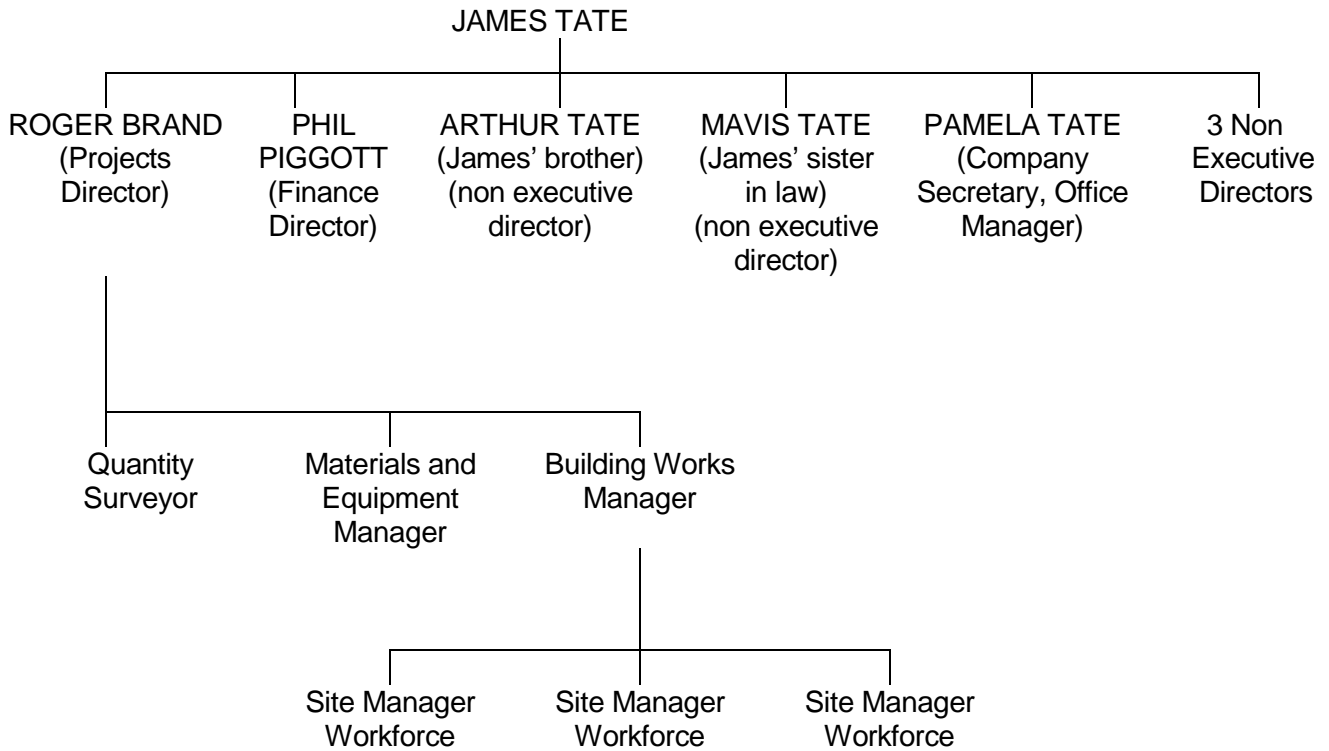 JAMES TATE
ROGER BRAND
(Projects
Director)
PHIL
PIGGOTT
(Finance
Director)
ARTHUR TATE
(James’ brother)
(non executive
director)
MAVIS TATE
(James’ sister
in law)
(non executive
director)
PAMELA TATE
(Company
Secretary, Office
Manager)
3 Non
Executive
Directors
Quantity
Surveyor
Materials and
Equipment
Manager
Building Works
Manager
Site Manager
Workforce
Site Manager
Workforce
Site Manager
Workforce